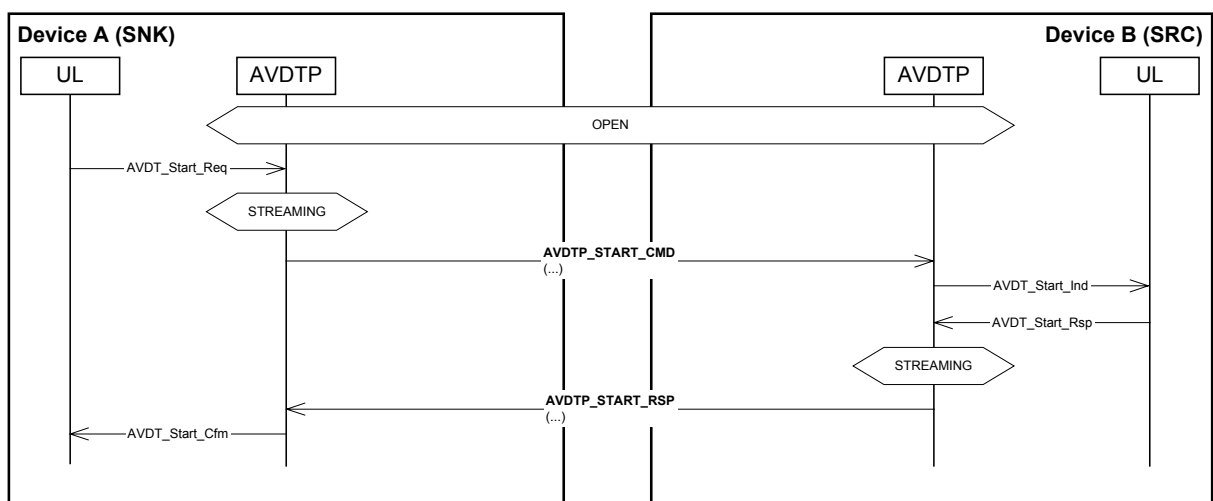 Device A (SNK)
Device B (SRC)
UL
AVDTP
AVDTP
UL
OPEN
AVDT_Start_Req
STREAMING
AVDTP_START_CMD
(...)
AVDT_Start_Ind
AVDT_Start_Rsp
STREAMING
AVDTP_START_RSP
(...)
AVDT_Start_Cfm